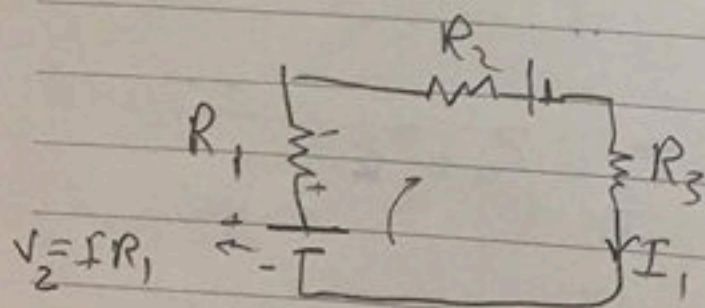 R₂
R₁ -
+
R₃
+
-
V₂=IR₁
I₁